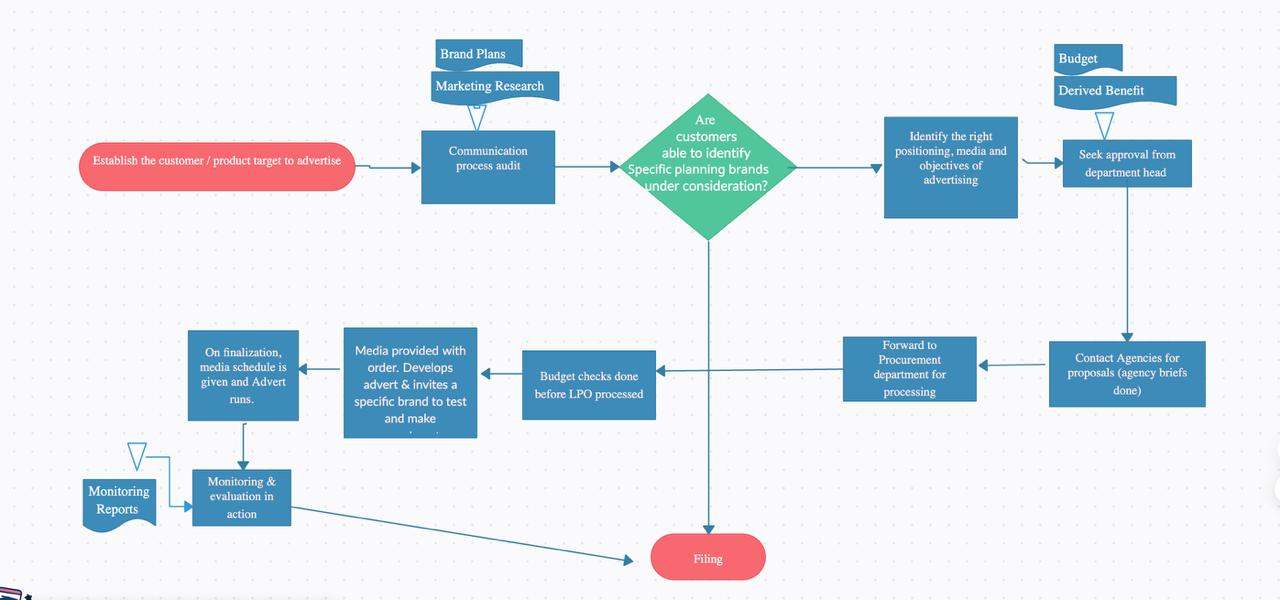 Brand Plans
Marketing Research
Budget
Derived Benefit
Establish the customer / product target to advertise
Communication
process audit
Are
customers
able to identify
Specific planning brands
under consideration?
Identify the right
positioning, media and
objectives of
advertising
Seek approval from
department head
On finalization,
media schedule is
given and Advert
runs.
Media provided with
order. Develops
advert & invites a
specific brand to test
and make
Budget checks done
before LPO processed
Forward to
Procurement
department for
processing
Contact Agencies for
proposals (agency briefs
done)
Monitoring
Reports
Monitoring &
evaluation in
action
Filing